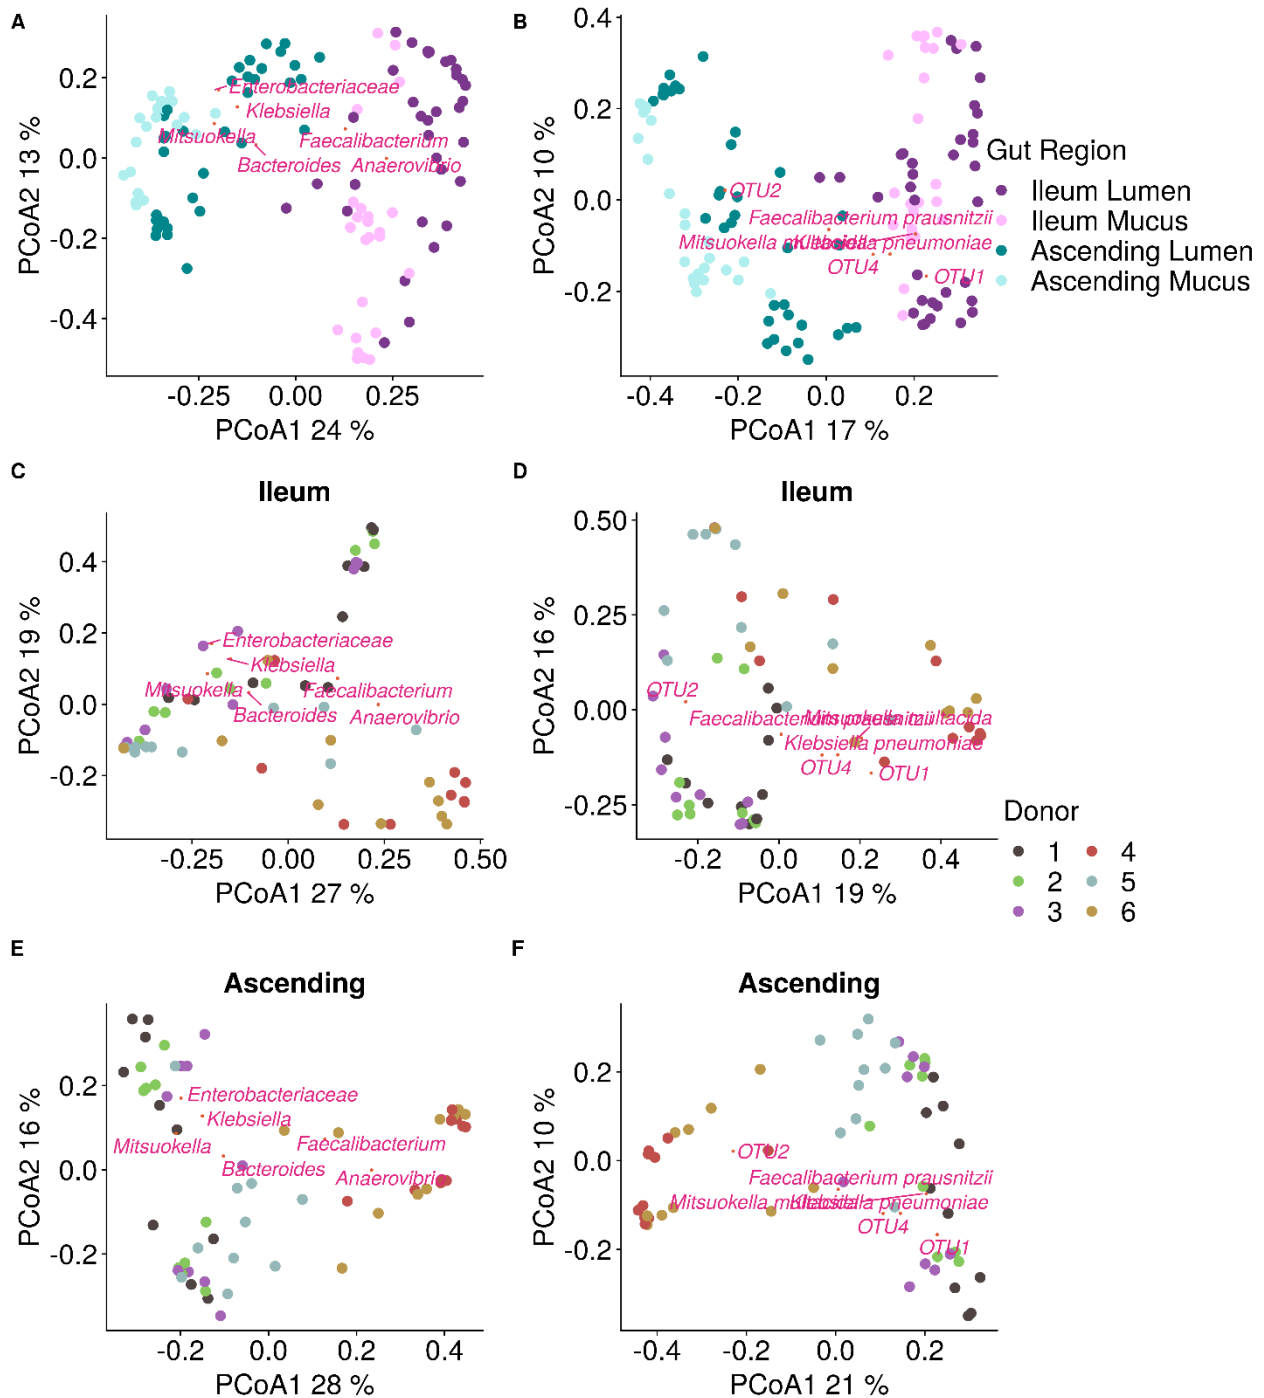 A
PCoA2 13 %
0.2
0.0
-0.2
-0.4
Enterobacteriaceae
Klebsiella
Mitsuokella
Faecalibacterium
Bacteroides
Anaerovibrio
-0.25
0.00
0.25
PCoA1 24 %
B
PCoA2 10 %
0.4
0.2
0.0
-0.2
OTU2
Faecalibacterium prausnitzii
Mitsuokella multacida
Klebsiella pneumoniae
OTU4
OTU1
-0.4
-0.2
0.0
0.2
PCoA1 17 %
Gut Region
Ileum Lumen
Ileum Mucus
Ascending Lumen
Ascending Mucus
C
Ileum
PCoA2 19 %
0.4
0.2
0.0
-0.2
Enterobacteriaceae
Klebsiella
Mitsuokella
Faecalibacterium
Bacteroides
Anaerovibrio
-0.25
0.00
0.25
0.50
PCoA1 27 %
D
Ileum
PCoA2 16 %
0.50
0.25
0.00
-0.25
OTU2
Faecalibacterium prausnitzii
Mitsuokella multacida
Klebsiella pneumoniae
OTU4
OTU1
-0.2
0.0
0.2
0.4
PCoA1 19 %
Donor
1
4
2
5
3
6
E
Ascending
PCoA2 16 %
0.2
0.0
-0.2
Enterobacteriaceae
Klebsiella
Mitsuokella
Faecalibacterium
Bacteroides
Anaerovibrio
-0.2
0.0
0.2
0.4
PCoA1 28 %
F
Ascending
PCoA2 10 %
0.2
0.0
-0.2
OTU2
Faecalibacterium prausnitzii
Mitsuokella multacida
Klebsiella pneumoniae
OTU4
OTU1
-0.4
-0.2
0.0
0.2
PCoA1 21 %